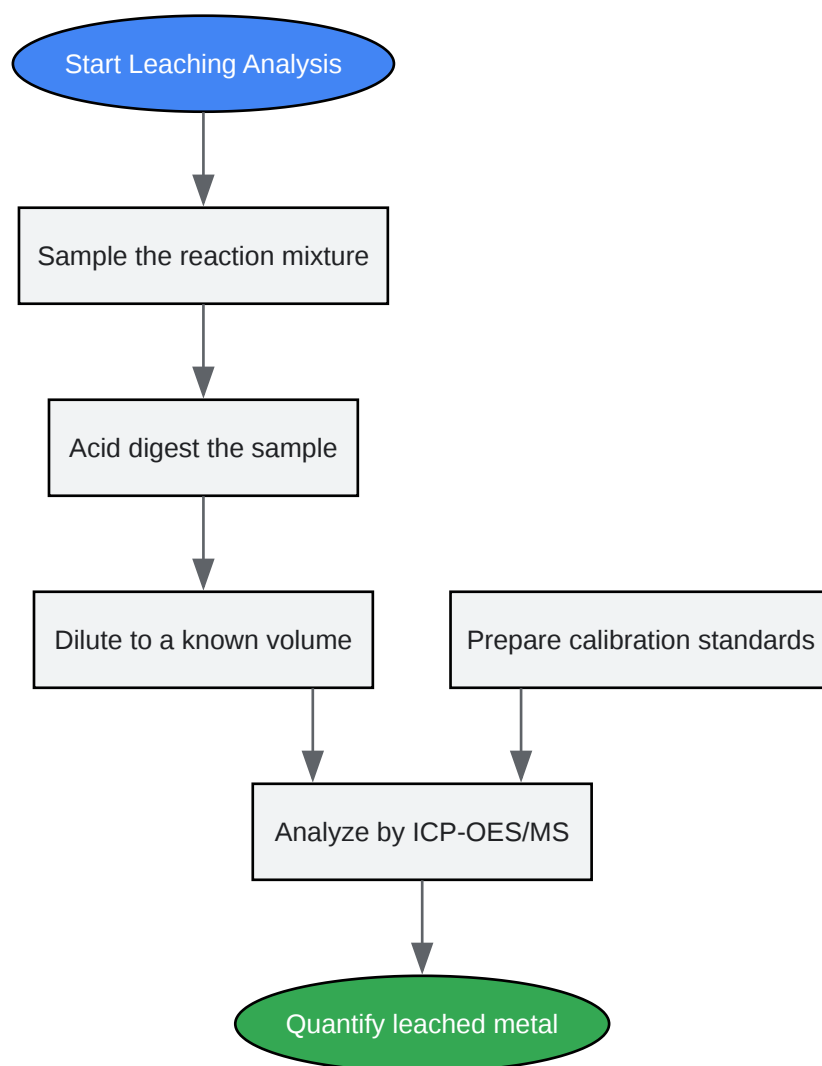 Start Leaching Analysis
Sample the reaction mixture
Acid digest the sample
Dilute to a known volume
Prepare calibration standards
Analyze by ICP-OES/MS
Quantify leached metal